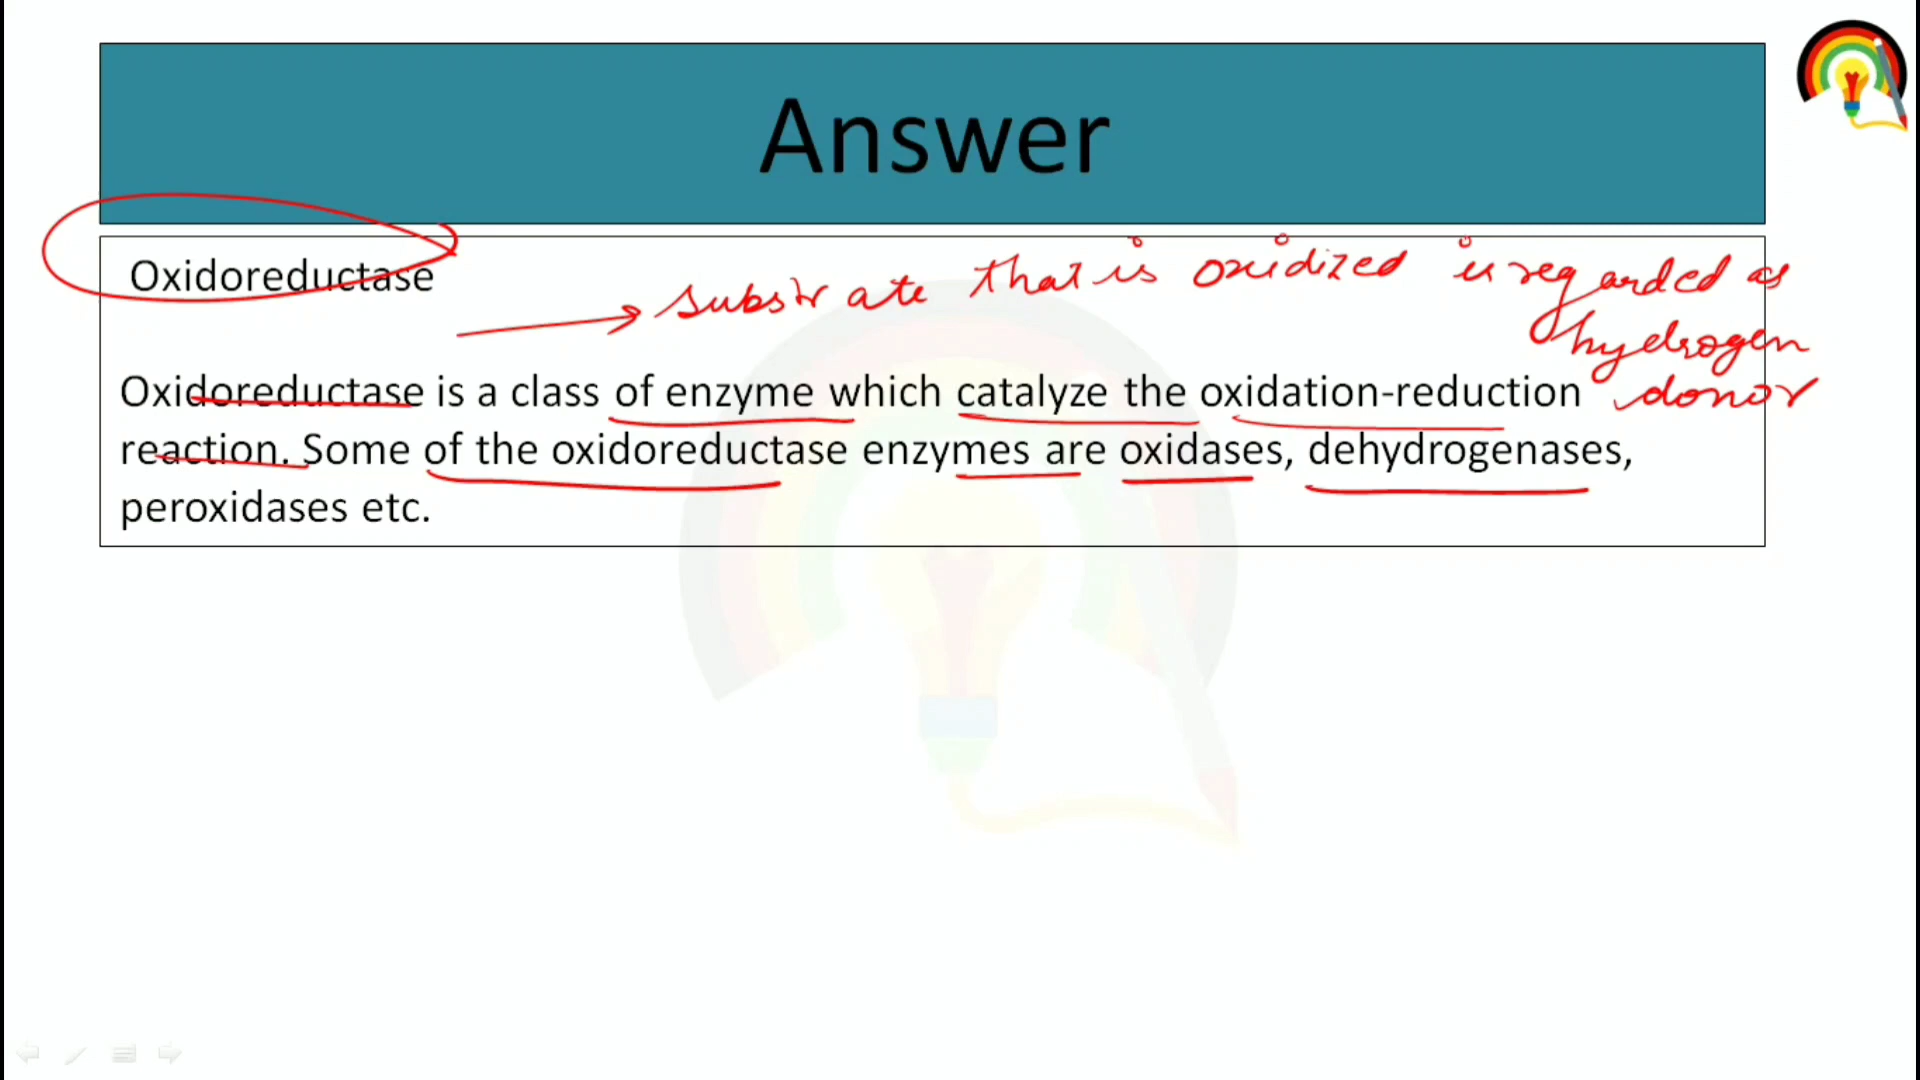 Answer
Oxidoreductase
substrate that is oxidized is regarded as
hydrogen
donor
Oxidoreductase is a class of enzyme which catalyze the oxidation-reduction
reaction. Some of the oxidoreductase enzymes are oxidases, dehydrogenases,
peroxidases etc.